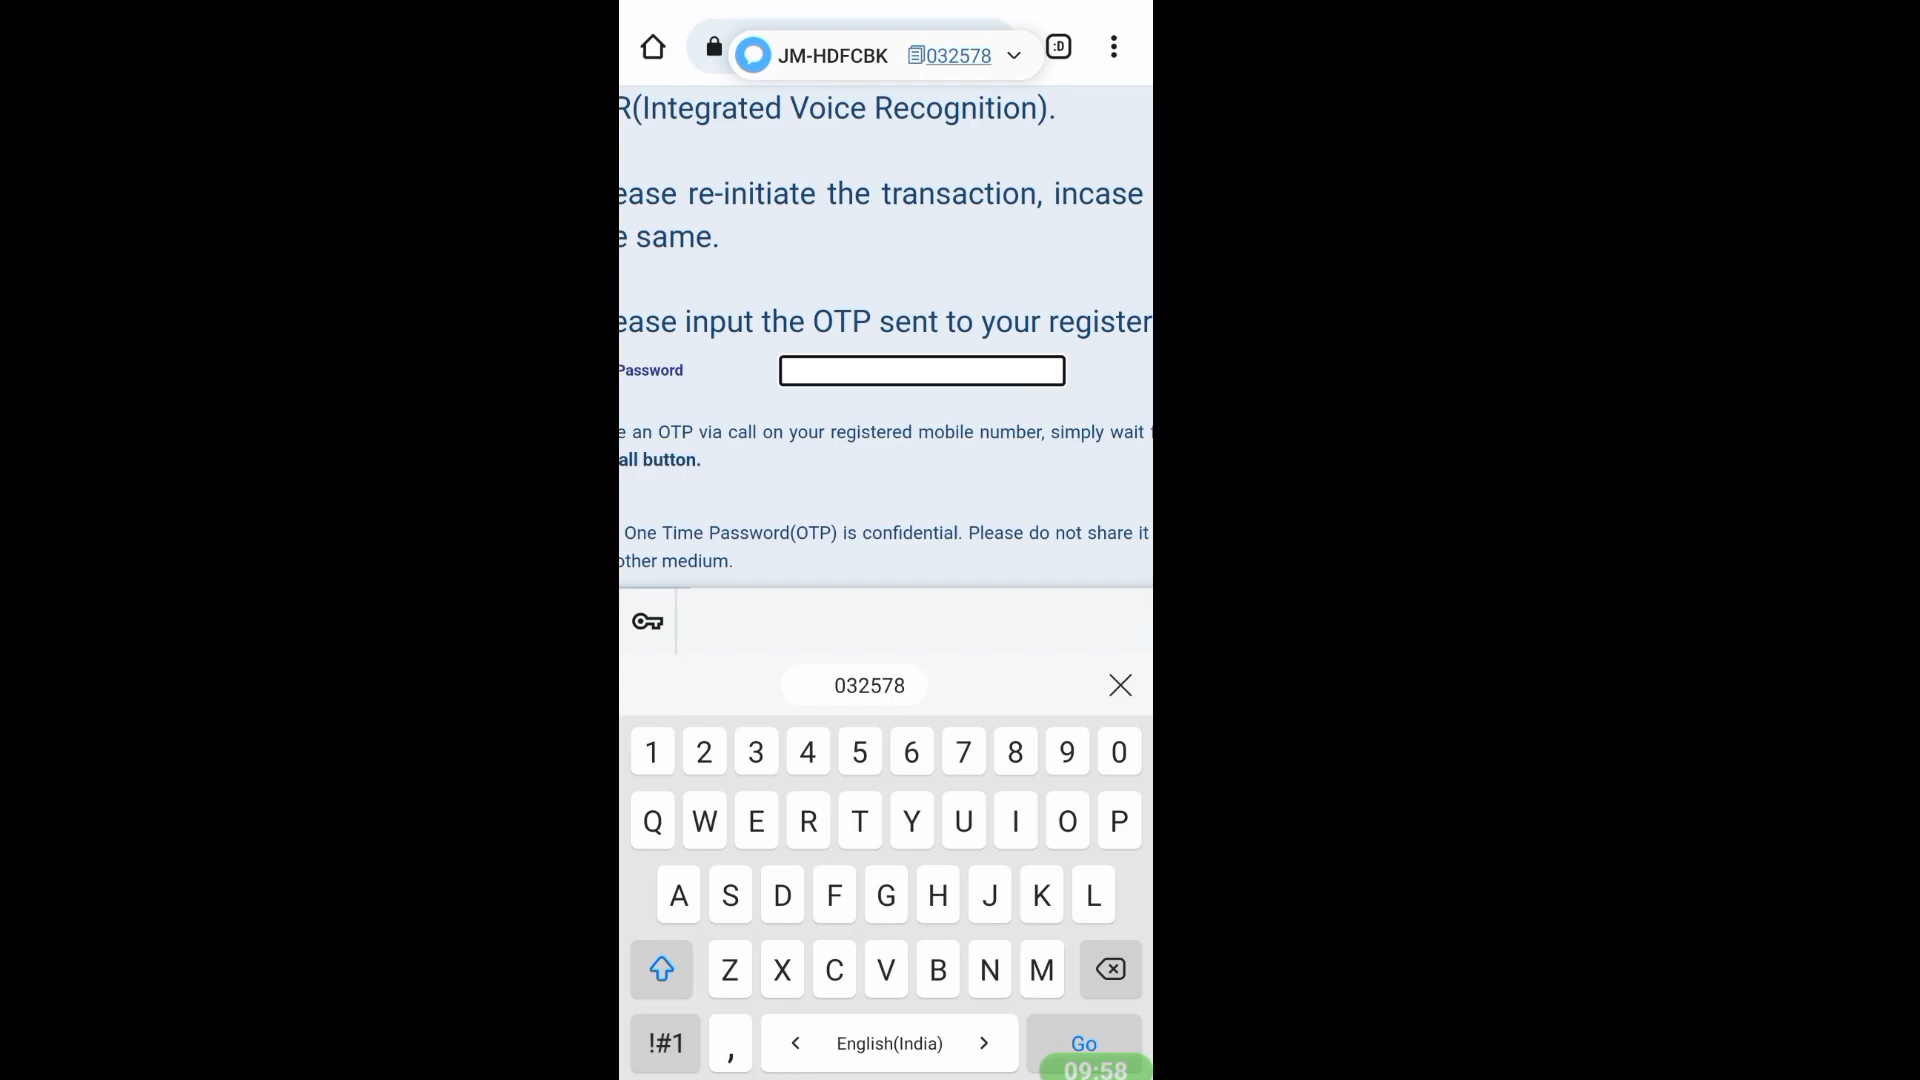 :D
JM-HDFCBK 032578
R(Integrated Voice Recognition).
ease re-initiate the transaction, incase
e same.
ease input the OTP sent to your register
Password
e an OTP via call on your registered mobile number, simply wait
all button.
One Time Password(OTP) is confidential. Please do not share it
other medium.
032578
1 2 3 4 5 6 7 8 9 0
Q W E R T Y U I O P
A S D F G H J K L
Z X C V B N M
!#1 , < English(India) > Go
09:58